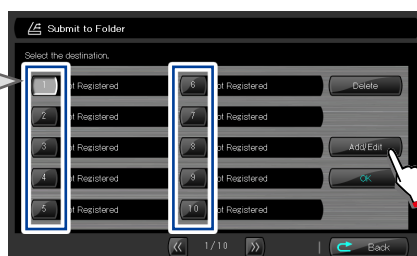 Submit to Folder
Select the destination.
1 ot Registered 6 ot Registered Delete
2 ot Registered 7 ot Registered
3 ot Registered 8 ot Registered Add/Edit
4 ot Registered 9 ot Registered OK
5 ot Registered 10 ot Registered
1/10 Back